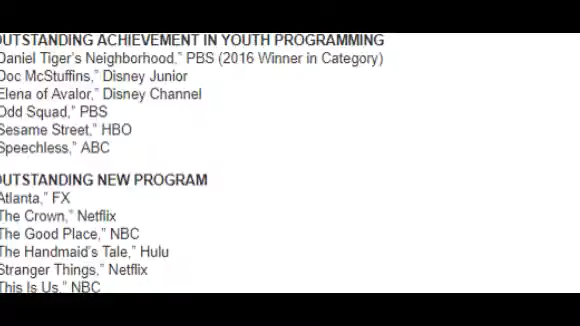 OUTSTANDING ACHIEVEMENT IN YOUTH PROGRAMMING
Daniel Tiger's Neighborhood,” PBS (2016 Winner in Category)
Doc McStuffins,” Disney Junior
Elena of Avalor,” Disney Channel
Odd Squad,” PBS
Sesame Street,” HBO
Speechless,” ABC
OUTSTANDING NEW PROGRAM
Atlanta,” FX
The Crown,” Netflix
The Good Place,” NBC
The Handmaid's Tale,” Hulu
Stranger Things,” Netflix
This Is Us,” NBC